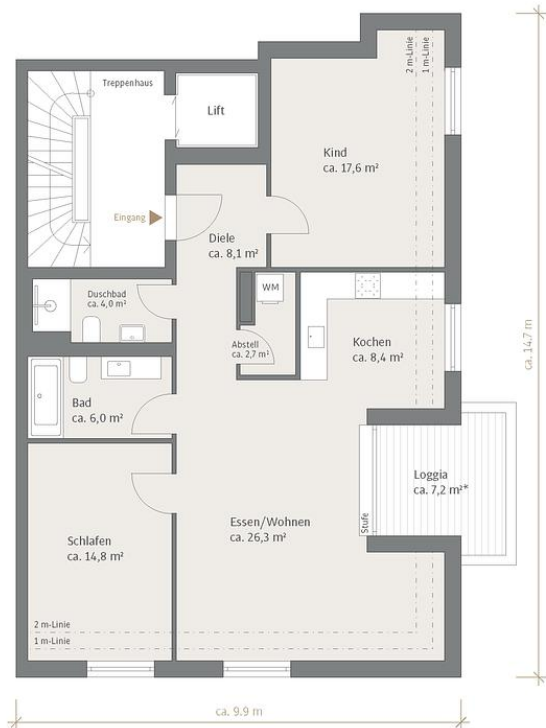 2 m-Linie
1 m-Linie
Treppenhaus
Lift
Kind
ca. 17,6 m²
Eingang
Diele
ca. 8,1 m²
Duschbad
ca. 4,0 m²
WM
Abstell
ca. 2,7 m²
Kochen
ca. 8,4 m²
ca. 14.7 m
Bad
ca. 6,0 m²
Loggia
ca. 7,2 m²*
Stufe
Essen/Wohnen
ca. 26,3 m²
Schlafen
ca. 14,8 m²
2 m-Linie
1 m-Linie
ca. 9.9 m